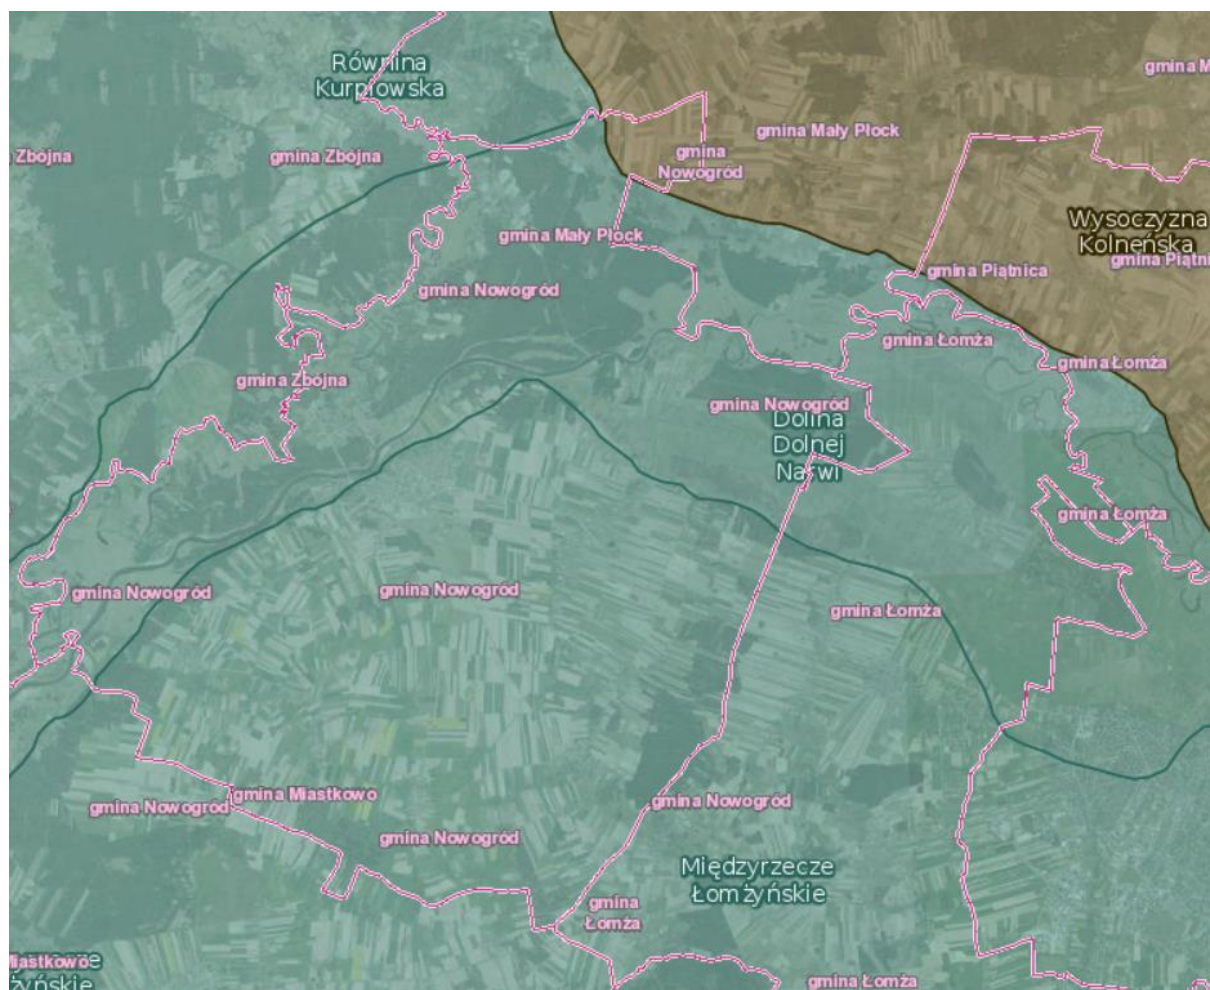 Równina
Kurpiowska
gmina M
gmina Mały Płock
Zbójna
gmina Zbójna
gmina
Nowogród
Wysoczyzna
Kolneńska
gmina Mały Płock
gmina Piątni
gmina Piątnica
gmina Nowogród
gmina Łomża
gmina Łomża
gmina Zbójna
gmina Nowogród
Dolina
Dolnej
Narwi
gmina Łomża
gmina Nowogród
gmina Nowogród
gmina Łomża
gmina Miastkowo
gmina Nowogród
gmina Nowogród
gmina Nowogród
Międzyrzecze
Łomżyńskie
gmina
Łomża
Miastkowo
żyńskie
gmina Łomża